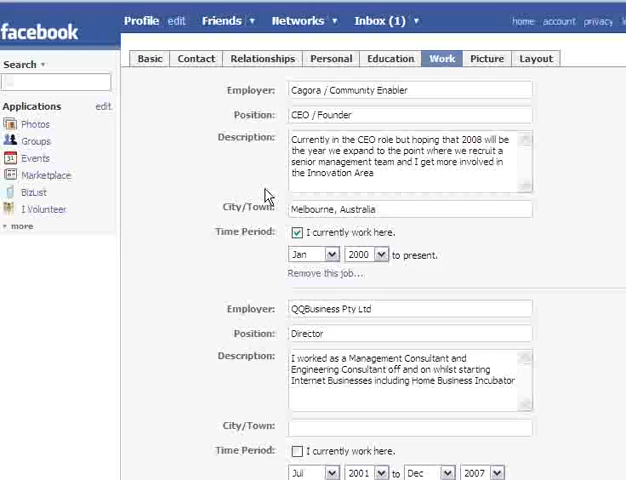 facebook
Profile edit Friends Networks Inbox (1) home account privacy
Search
Applications edit
Photos
Groups
Events
Marketplace
BizList
I Volunteer
more
Basic Contact Relationships Personal Education Work Picture Layout
Employer: Cagora / Community Enabler
Position: CEO / Founder
Description: Currently in the CEO role but hoping that 2008 will be
the year we expand to the point where we recruit a
senior management team and I get more involved in
the Innovation Area
City/Town: Melbourne, Australia
Time Period: I currently work here.
Jan 2000 to present.
Remove this job...
Employer: QQBusiness Pty Ltd
Position: Director
Description: I worked as a Management Consultant and
Engineering Consultant off and on whilst starting
Internet Businesses including Home Business Incubator
City/Town:
Time Period: I currently work here.
Jul 2001 to Dec 2007